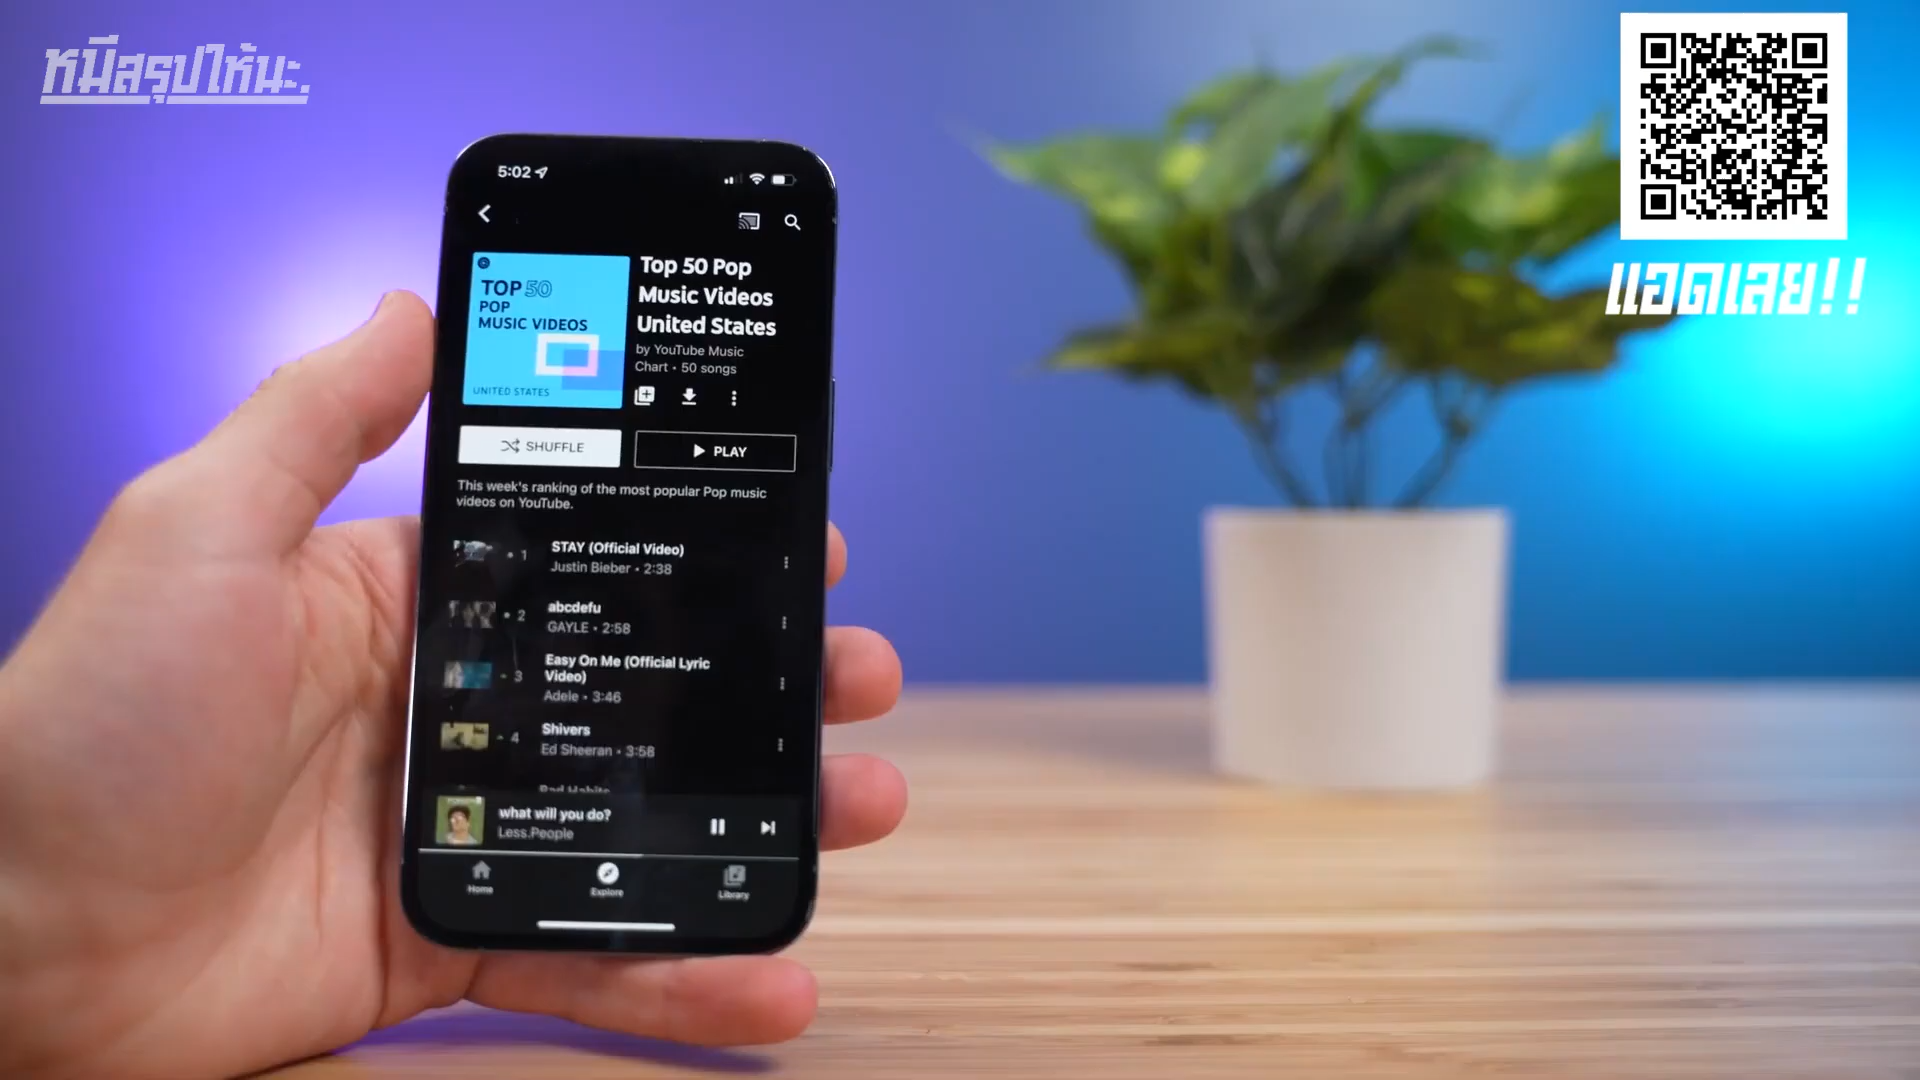 หมีสรุปให้นะ.
แอดเลย!!
5:02
Top 50 Pop
Music Videos
United States
by YouTube Music
Chart • 50 songs
TOP 50
POP
MUSIC VIDEOS
UNITED STATES
SHUFFLE
PLAY
This week's ranking of the most popular Pop music
videos on YouTube.
1
STAY (Official Video)
Justin Bieber • 2:38
2
abcdefu
GAYLE • 2:58
3
Easy On Me (Official Lyric
Video)
Adele • 3:46
4
Shivers
Ed Sheeran • 3:58
Bad Habits
what will you do?
Less.People
Home
Explore
Library